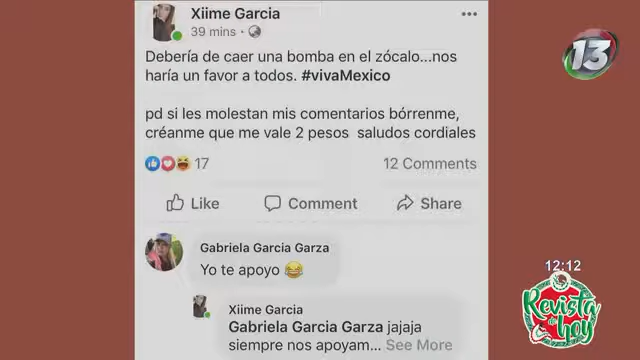 Xiime Garcia
39 mins
13
Debería de caer una bomba en el zócalo...nos
haría un favor a todos. #vivaMexico
pd si les molestan mis comentarios bórrenme,
créanme que me vale 2 pesos saludos cordiales
17
12 Comments
Like
Comment
Share
Gabriela Garcia Garza
Yo te apoyo
Xiime Garcia
Gabriela Garcia Garza jajaja
siempre nos apoyam... See More
12:12
Revista
de hoy